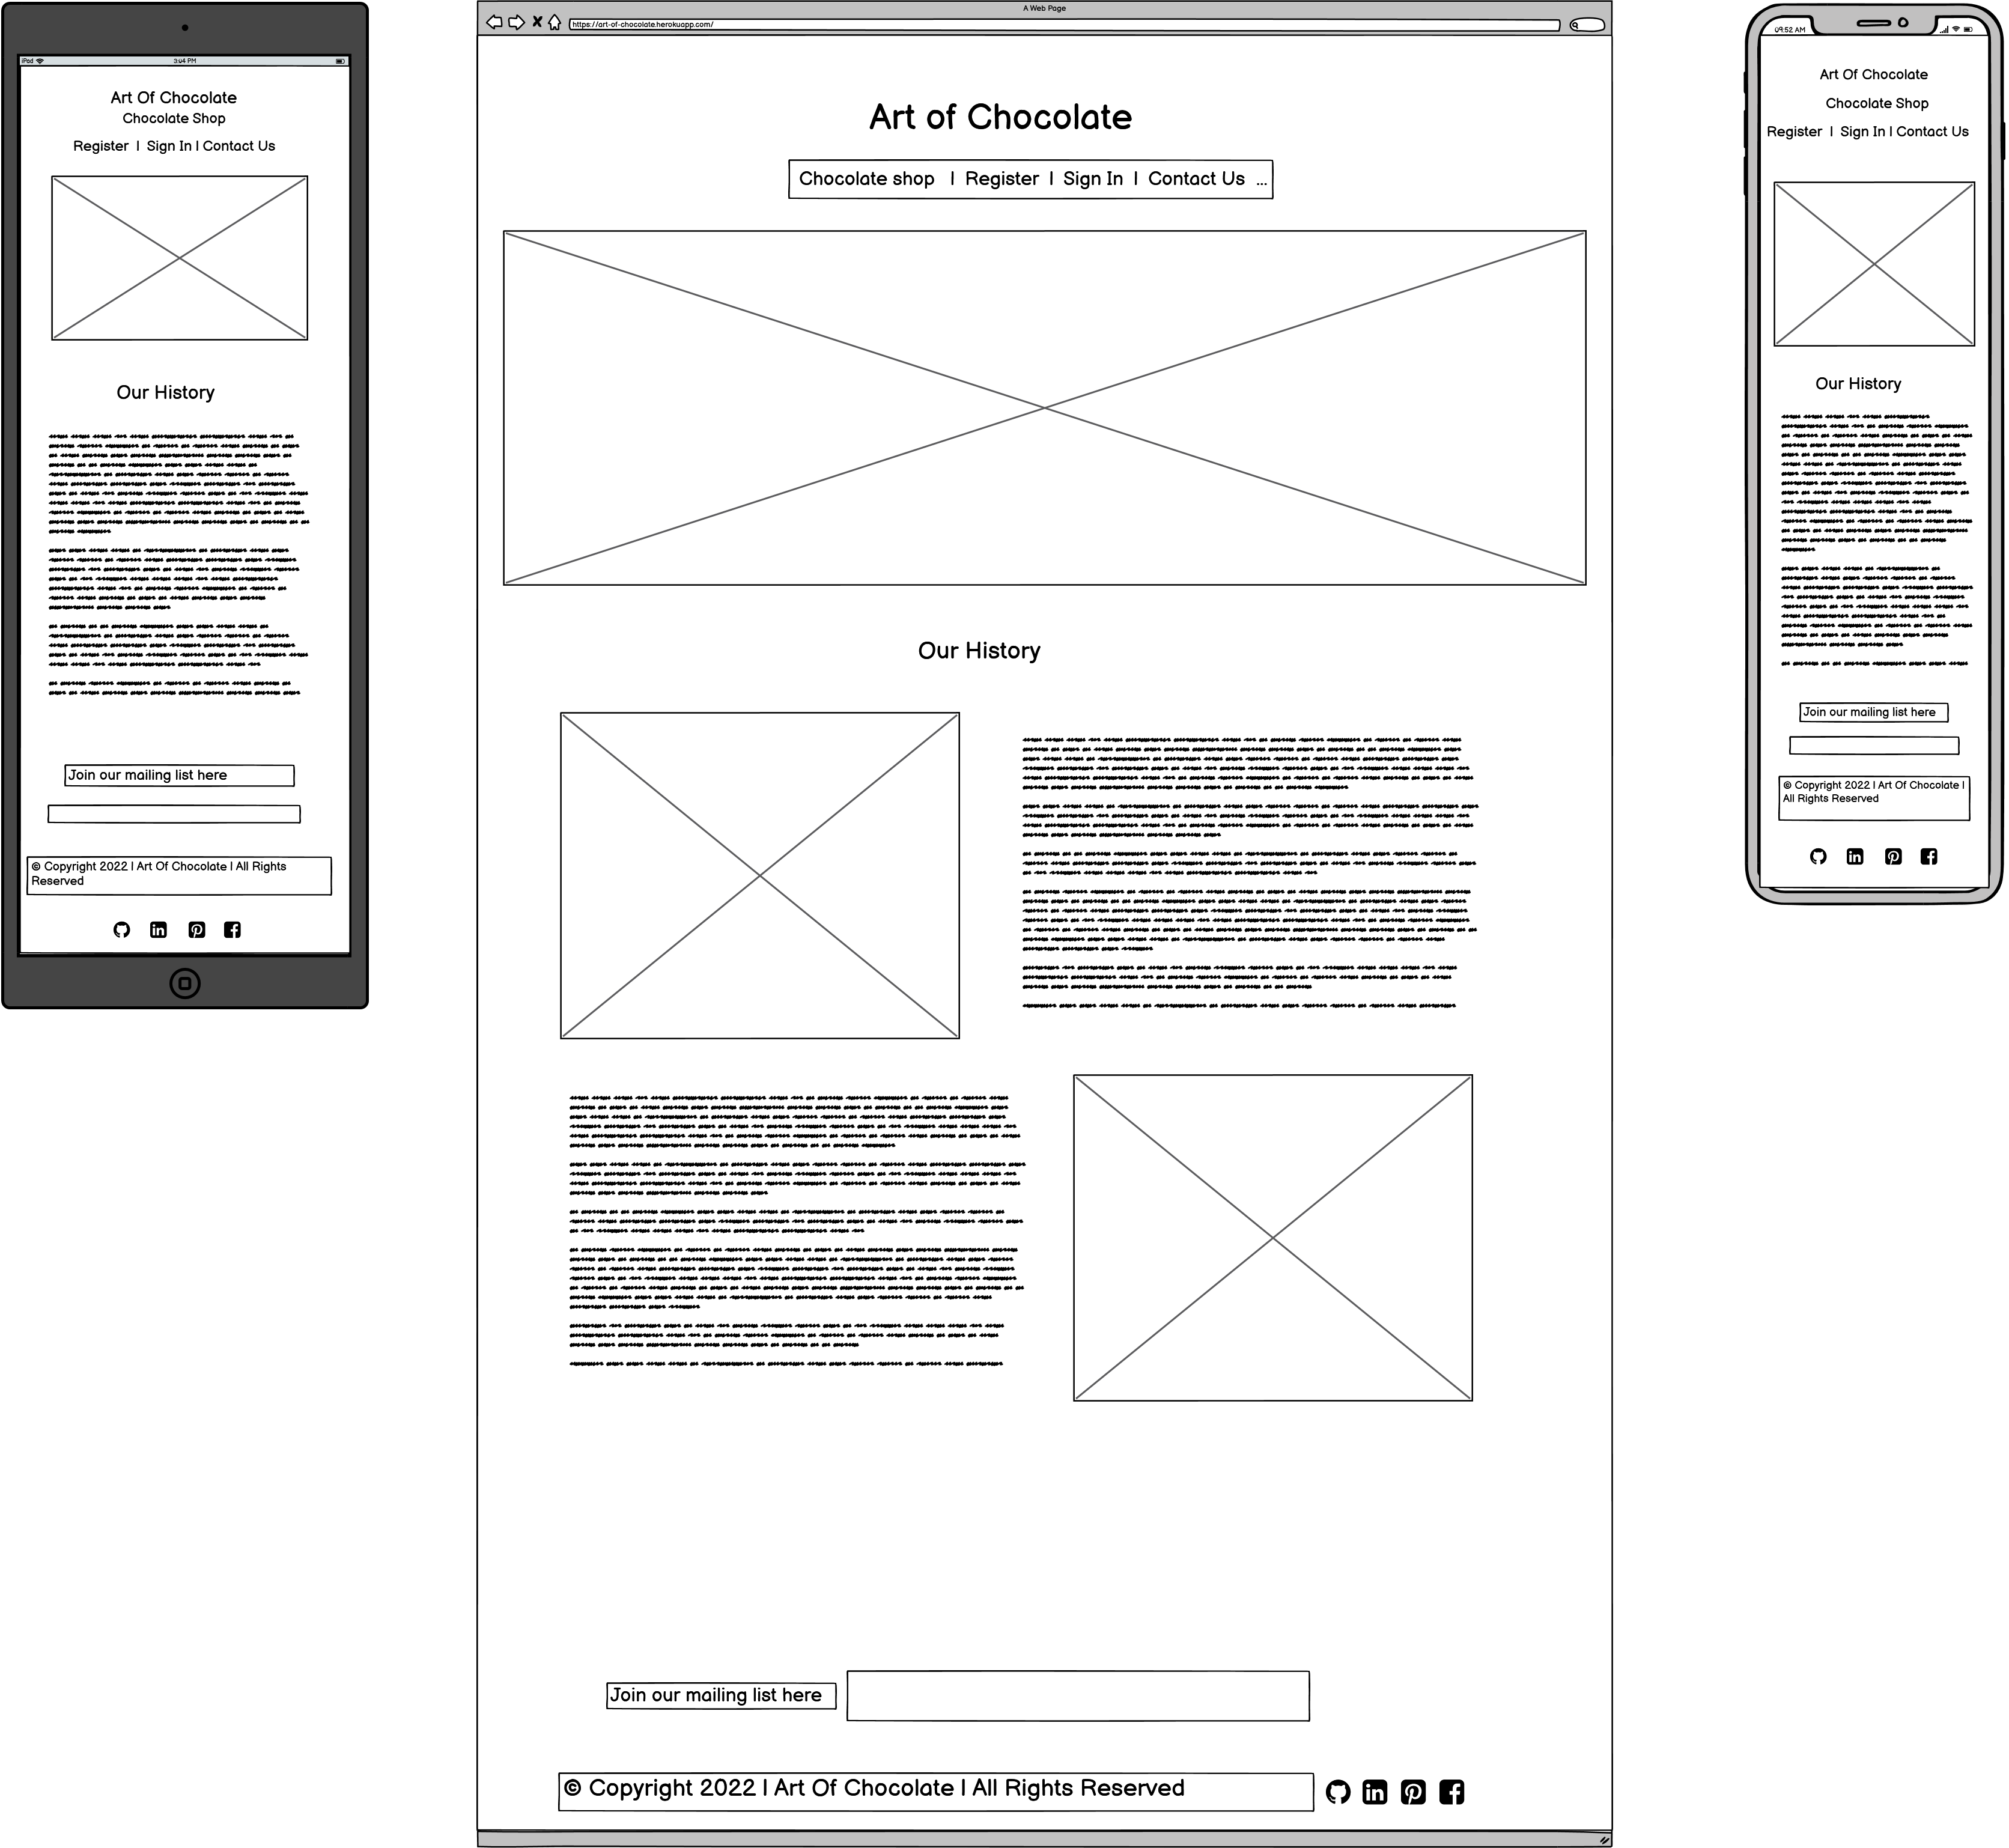 iPod
3:04 PM
Art Of Chocolate
Chocolate Shop
Register | Sign In | Contact Us
Our History
Join our mailing list here
© Copyright 2022 | Art Of Chocolate | All Rights
Reserved
A Web Page
https://art-of-chocolate.herokuapp.com/
Art of Chocolate
Chocolate shop | Register | Sign In | Contact Us ...
Our History
Join our mailing list here
© Copyright 2022 | Art Of Chocolate | All Rights Reserved
09:52 AM
Art Of Chocolate
Chocolate Shop
Register | Sign In | Contact Us
Our History
Join our mailing list here
© Copyright 2022 | Art Of Chocolate |
All Rights Reserved